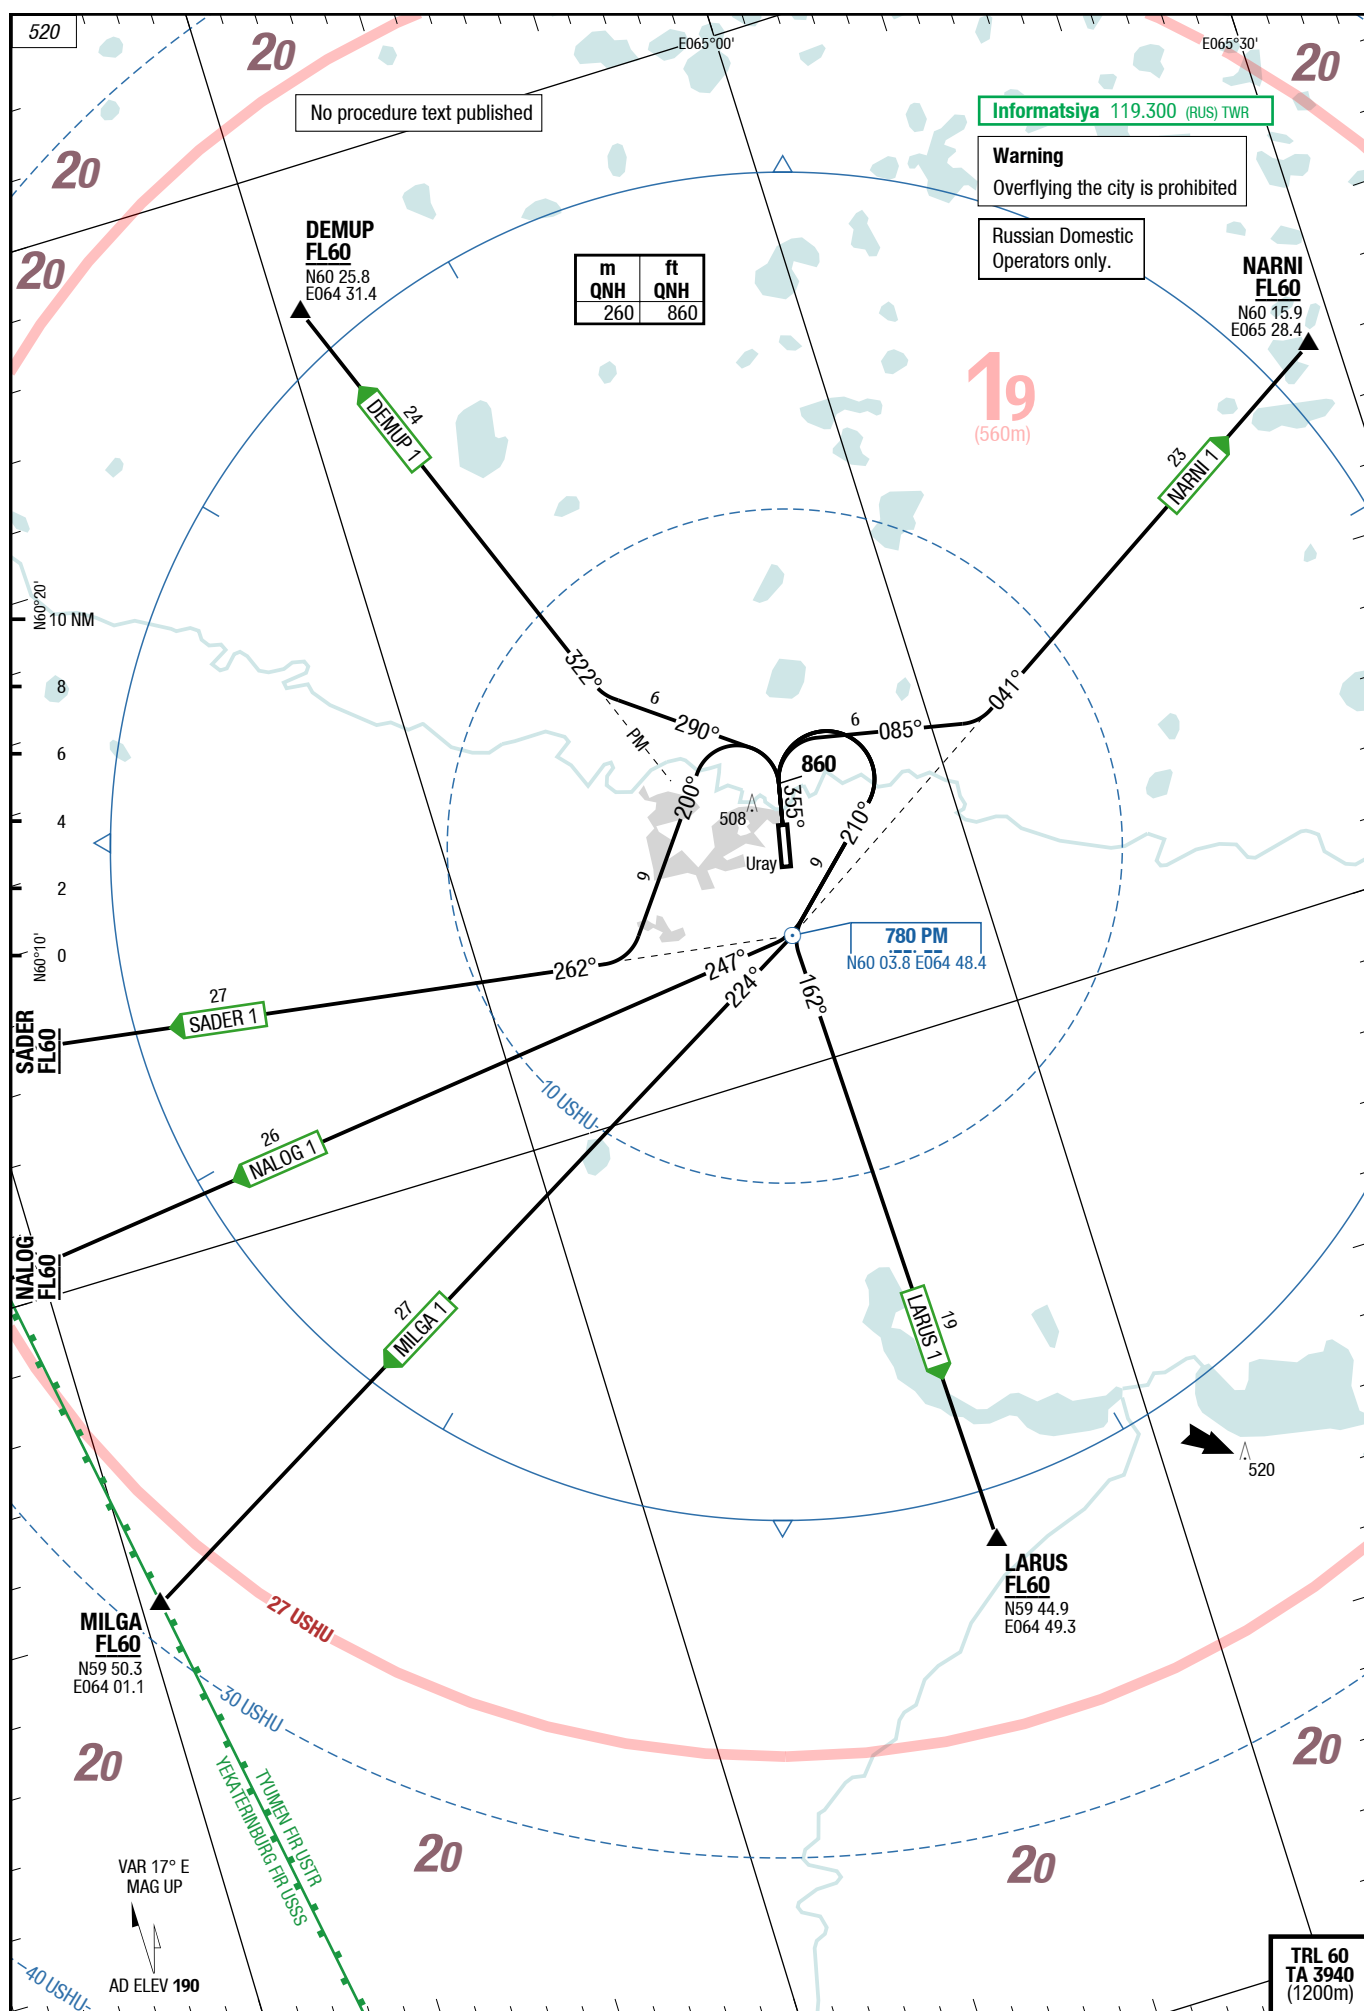 520
20
E065°00'
E065°30'
20
No procedure text published
Informatsiya 119.300 (RUS) TWR
Warning
Overflying the city is prohibited
Russian Domestic
Operators only.
20
20
DEMUP
FL60
N60 25.8
E064 31.4
m ft
QNH QNH
260 860
NARNI
FL60
N60 15.9
E065 28.4
19
(560m)
24
DEMUP 1
23
NARNI 1
N60°20'
10 NM
8
6
4
2
0
N60°10'
322°
6
290°
PM
6
085°
041°
860
355°
200°
210°
508
Uray
9
9
780 PM
N60 03.8 E064 48.4
262°
247°
224°
162°
27
SADER 1
SADER
FL60
10 USHU
26
NALOG 1
NALOG
FL60
27
MILGA 1
19
LARUS 1
520
LARUS
FL60
N59 44.9
E064 49.3
MILGA
FL60
N59 50.3
E064 01.1
27 USHU
30 USHU
20
20
20
20
TYUMEN FIR USTR
YEKATERINBURG FIR USSS
VAR 17° E
MAG UP
AD ELEV 190
40 USHU
TRL 60
TA 3940
(1200m)